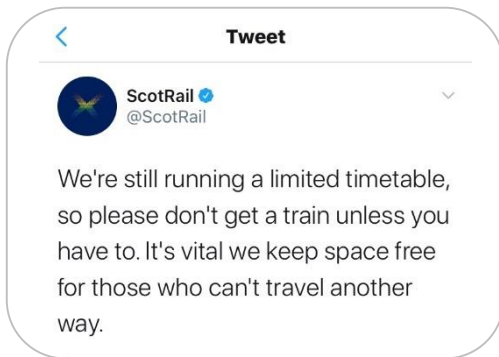 Tweet
ScotRail
@ScotRail
We're still running a limited timetable,
so please don't get a train unless you
have to. It's vital we keep space free
for those who can't travel another
way.